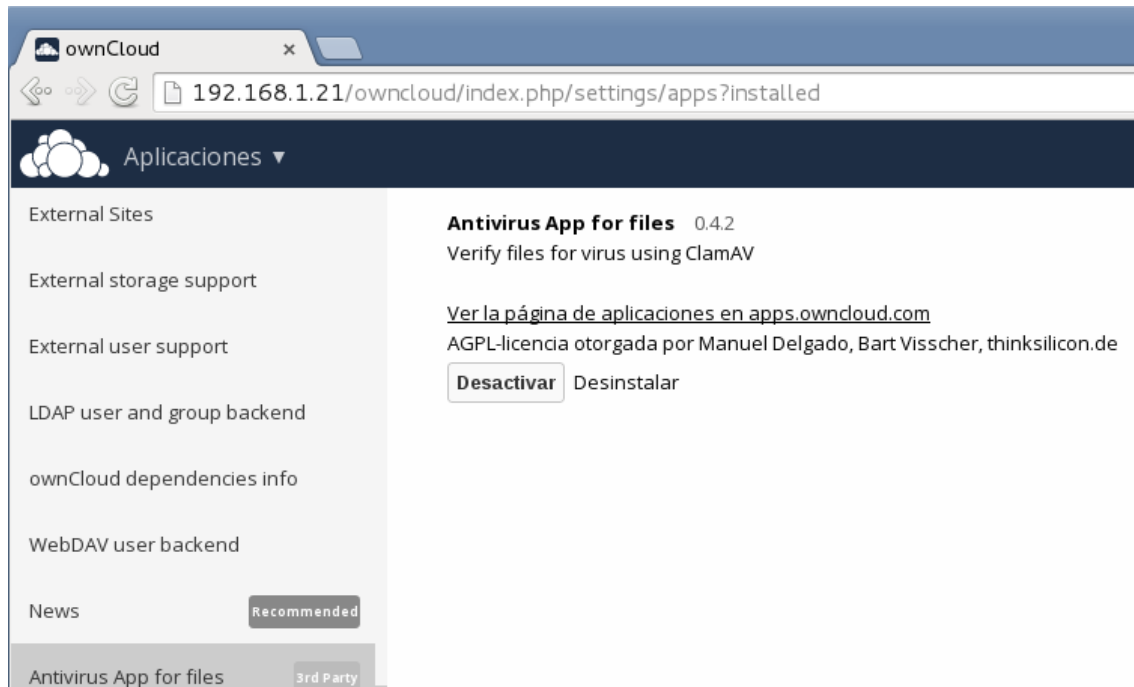 ownCloud ×
192.168.1.21/owncloud/index.php/settings/apps?installed
Aplicaciones ▼
External Sites
External storage support
External user support
LDAP user and group backend
ownCloud dependencies info
WebDAV user backend
News Recommended
Antivirus App for files 3rd Party
Antivirus App for files 0.4.2
Verify files for virus using ClamAV
Ver la página de aplicaciones en apps.owncloud.com
AGPL-licencia otorgada por Manuel Delgado, Bart Visscher, thinksilicon.de
Desactivar Desinstalar